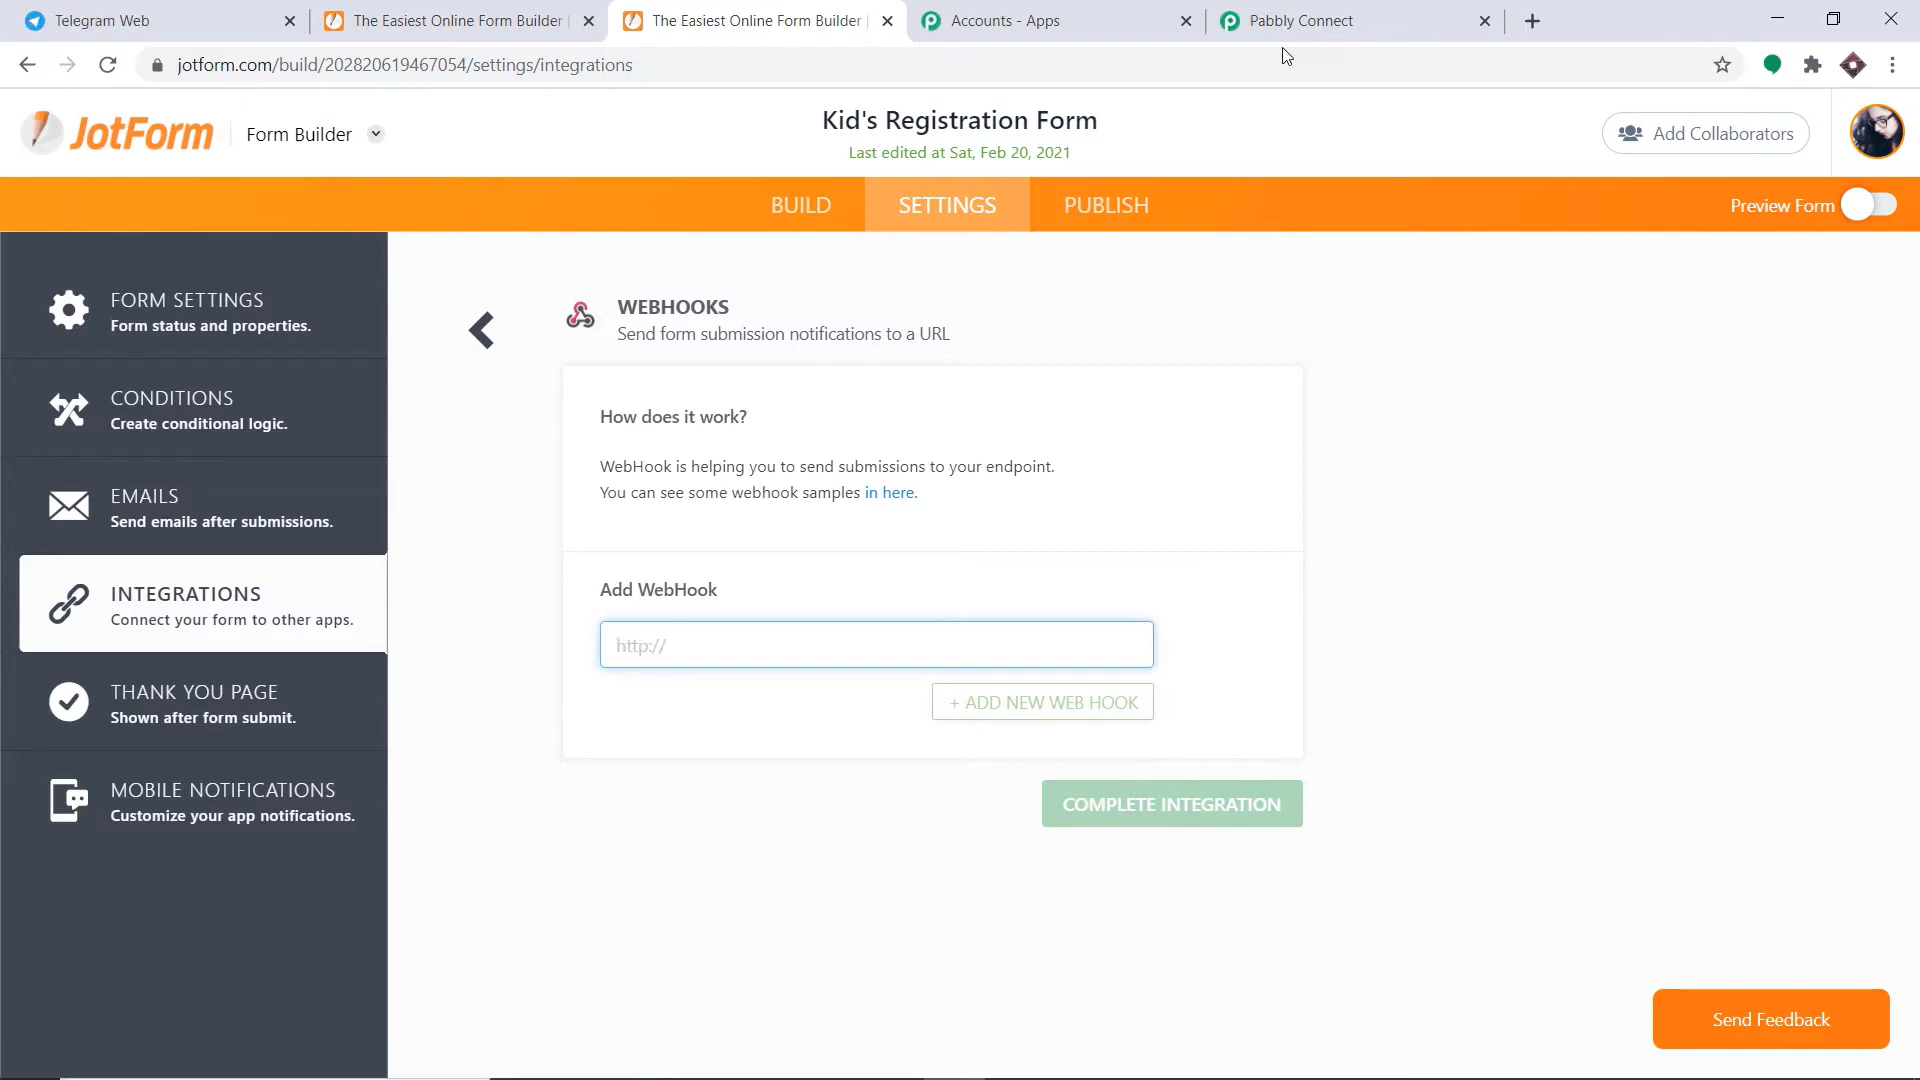 Telegram Web
The Easiest Online Form Builder
The Easiest Online Form Builder
Accounts - Apps
Pabbly Connect
jotform.com/build/202820619467054/settings/integrations
JotForm
Form Builder
Kid's Registration Form
Last edited at Sat, Feb 20, 2021
Add Collaborators
BUILD
SETTINGS
PUBLISH
Preview Form
FORM SETTINGS
Form status and properties.
CONDITIONS
Create conditional logic.
EMAILS
Send emails after submissions.
INTEGRATIONS
Connect your form to other apps.
THANK YOU PAGE
Shown after form submit.
MOBILE NOTIFICATIONS
Customize your app notifications.
WEBHOOKS
Send form submission notifications to a URL
How does it work?
WebHook is helping you to send submissions to your endpoint.
You can see some webhook samples in here.
Add WebHook
http://
+ ADD NEW WEB HOOK
COMPLETE INTEGRATION
Send Feedback